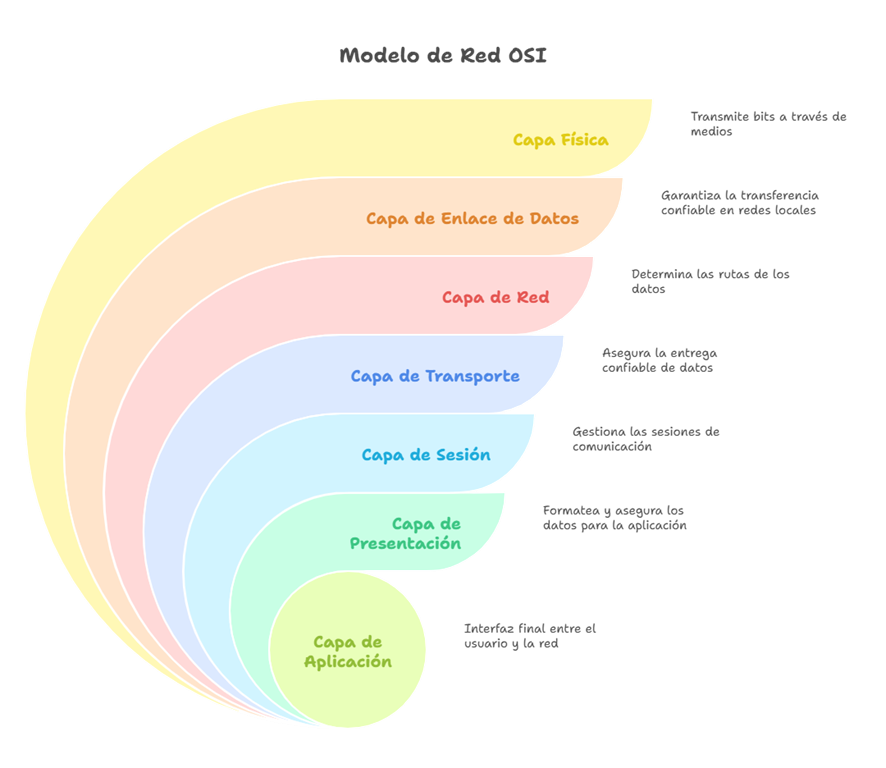 Modelo de Red OSI
Capa Física
Transmite bits a través de
medios
Capa de Enlace de Datos
Garantiza la transferencia
confiable en redes locales
Capa de Red
Determina las rutas de los
datos
Capa de Transporte
Asegura la entrega
confiable de datos
Capa de Sesión
Gestiona las sesiones de
comunicación
Capa de
Presentación
Formatea y asegura los
datos para la aplicación
Capa de
Aplicación
Interfaz final entre el
usuario y la red